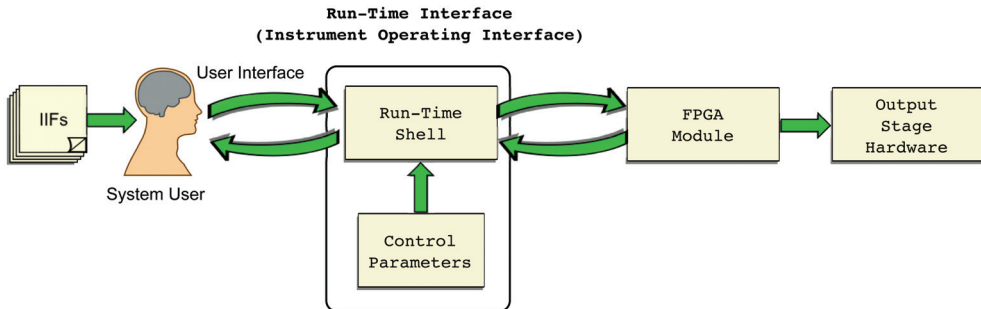 Run-Time Interface
(Instrument Operating Interface)
IIFs
User Interface
System User
Run-Time
Shell
Control
Parameters
FPGA
Module
Output
Stage
Hardware